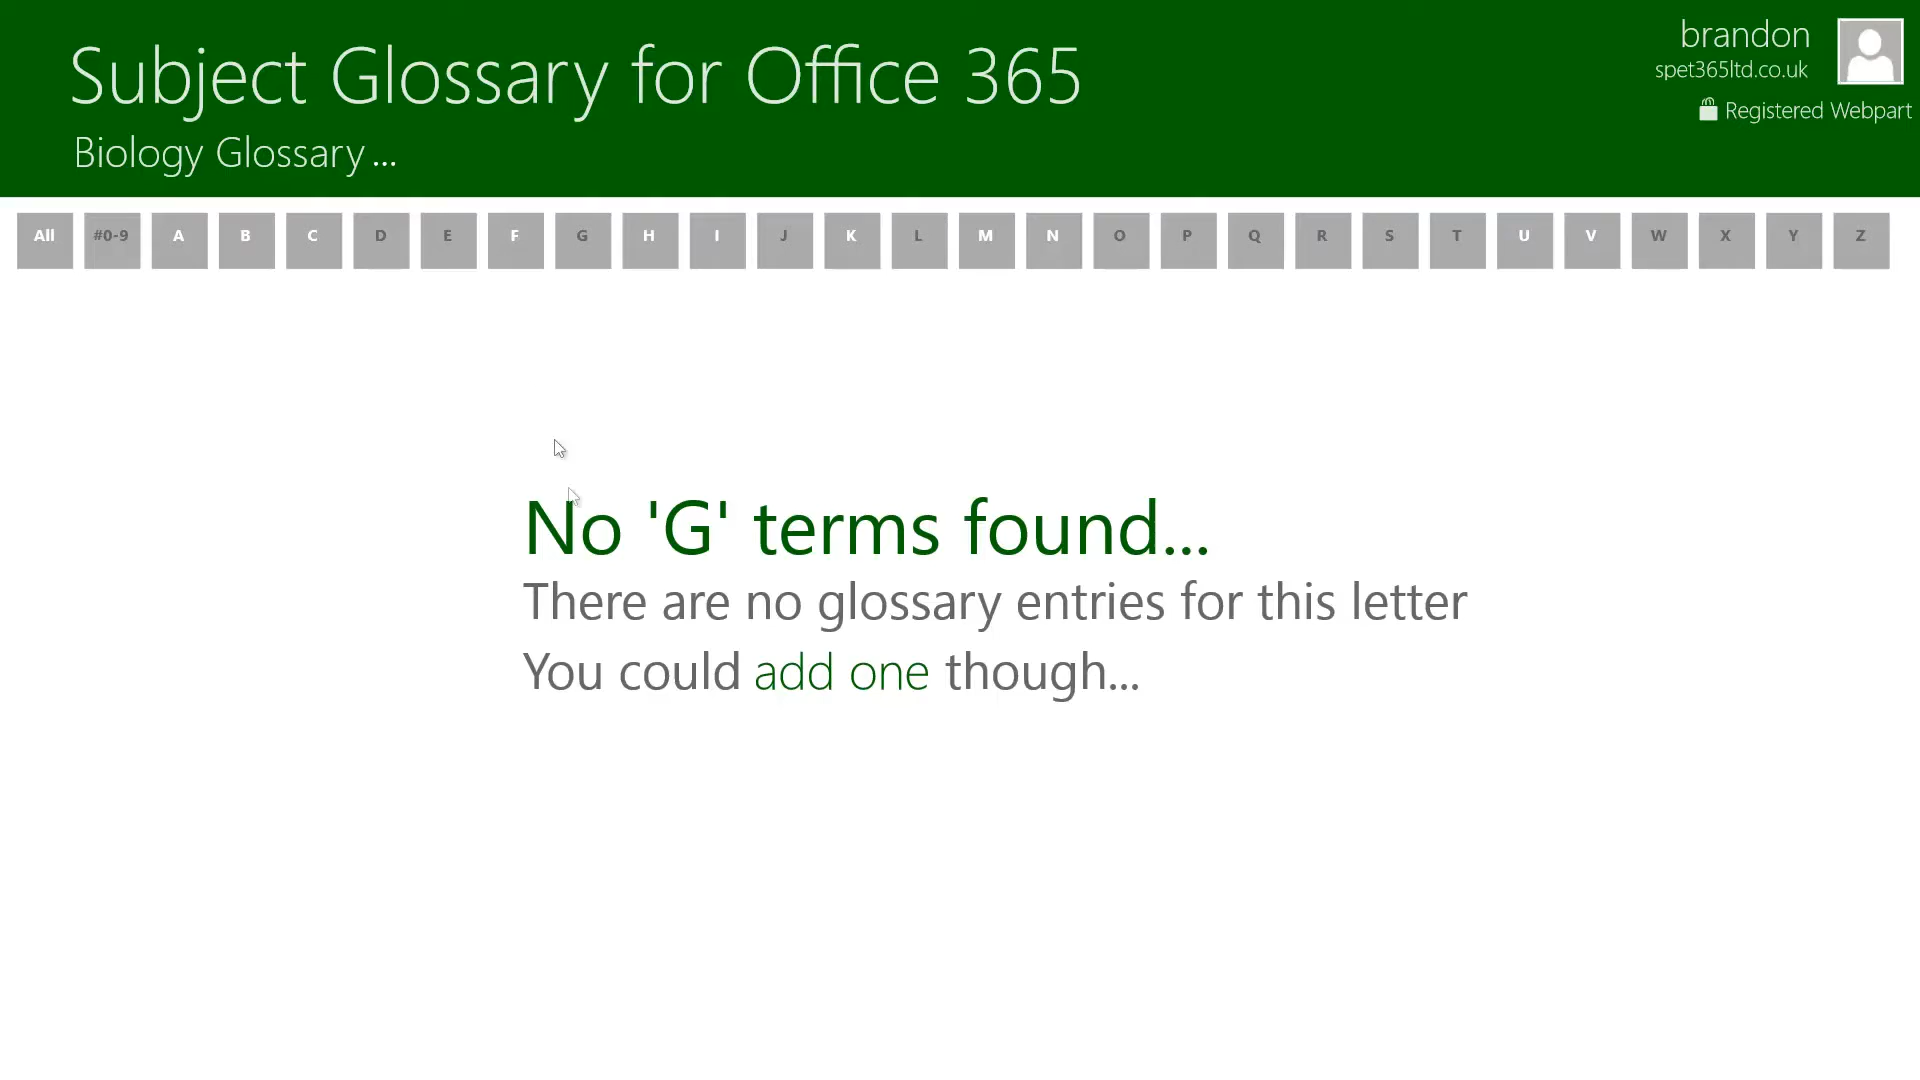 Subject Glossary for Office 365
Biology Glossary ...
brandon
spet365ltd.co.uk
Registered Webpart
All #0-9 A B C D E F G H I J K L M N O P Q R S T U V W X Y Z
No 'G' terms found...
There are no glossary entries for this letter
You could add one though...